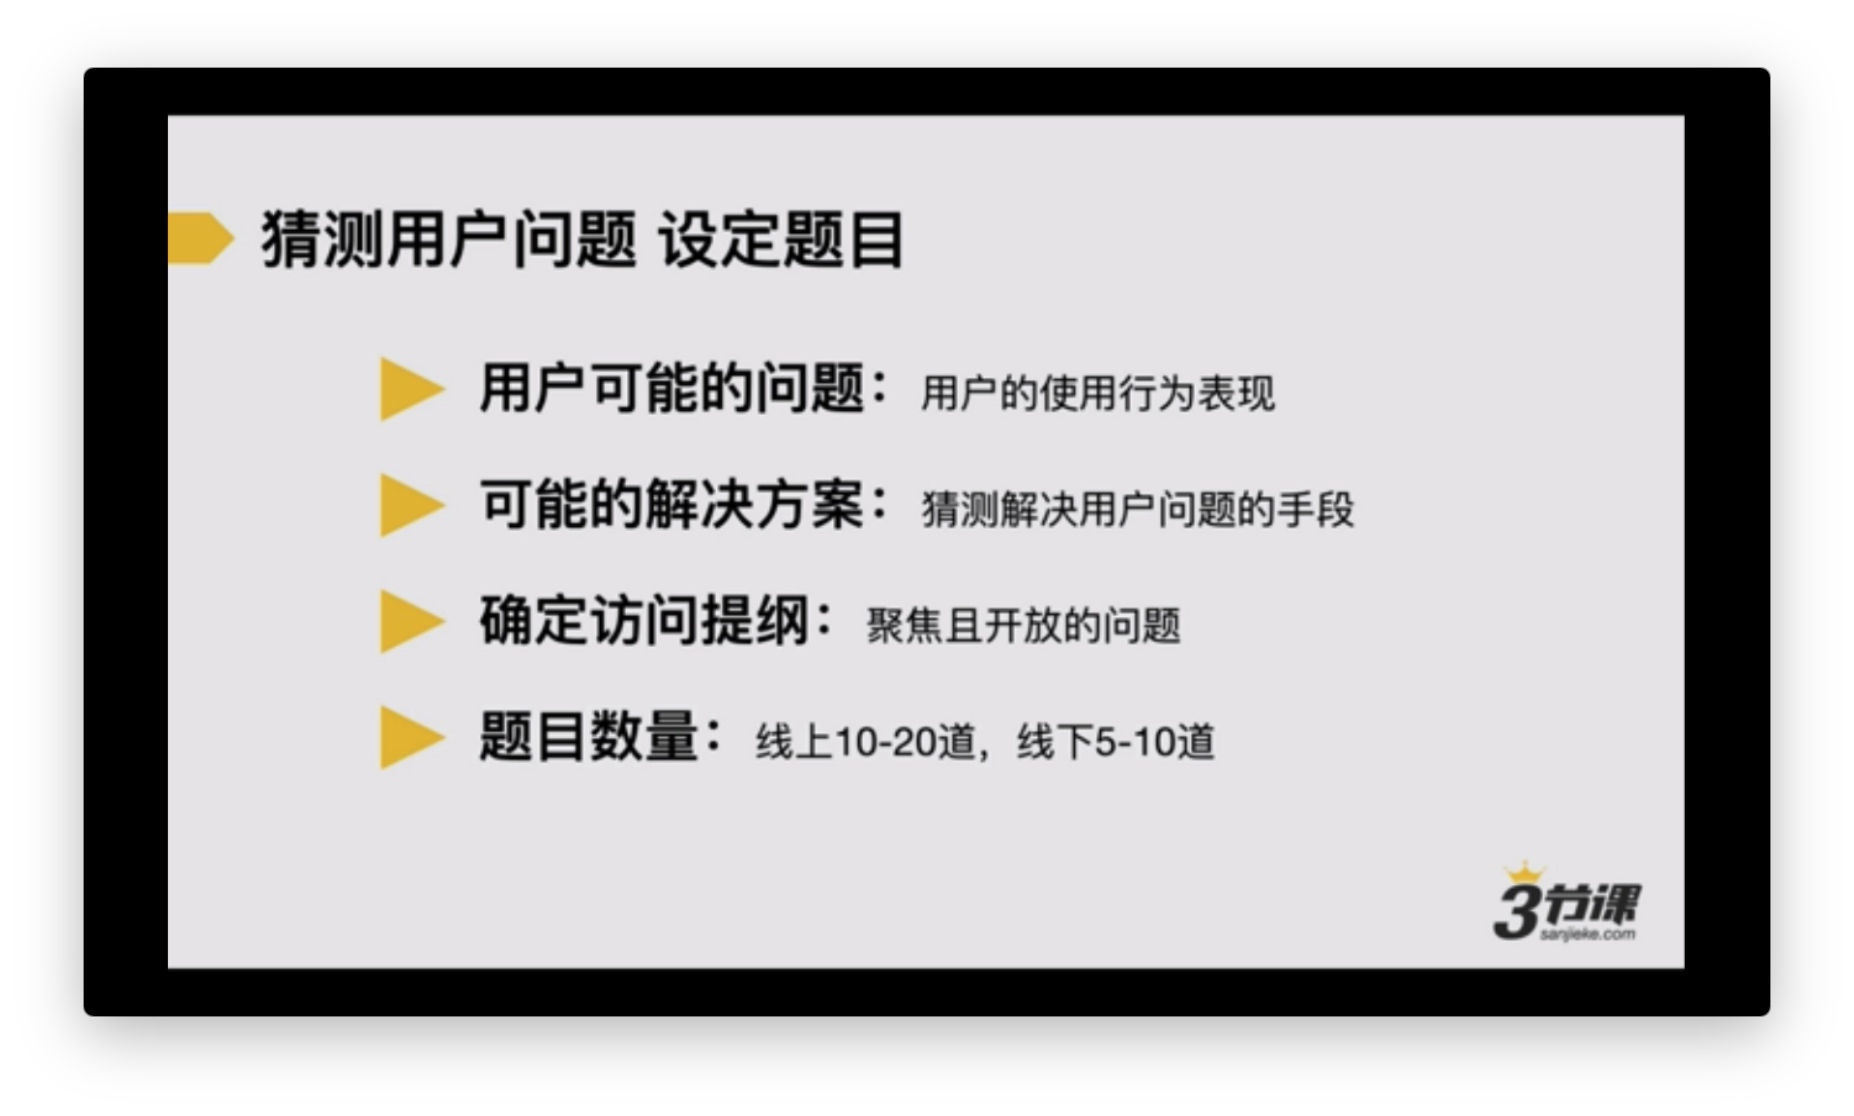 猜测用户问题 设定题目
用户可能的问题：用户的使用行为表现
可能的解决方案：猜测解决用户问题的手段
确定访问提纲：聚焦且开放的问题
题目数量：线上10-20道，线下5-10道
3节课
sanjieke.com